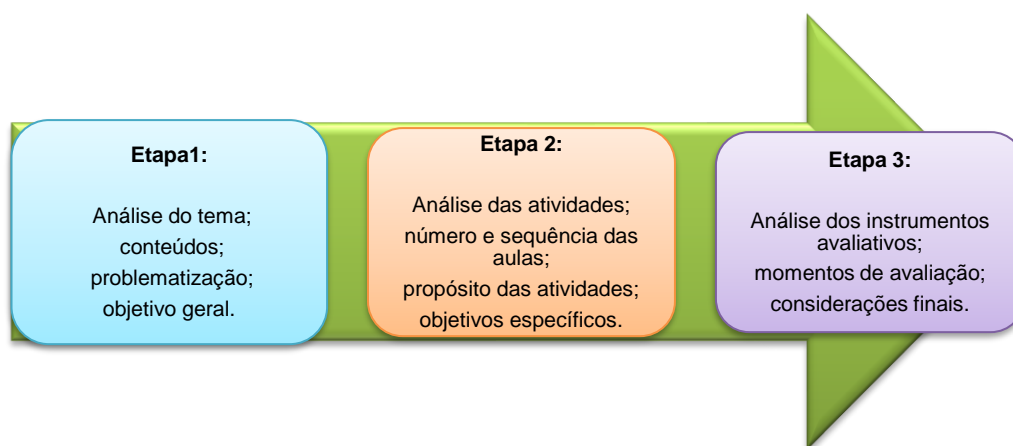 Etapa1:
Análise do tema;
conteúdos;
problematização;
objetivo geral.
Etapa 2:
Análise das atividades;
número e sequência das
aulas;
propósito das atividades;
objetivos específicos.
Etapa 3:
Análise dos instrumentos
avaliativos;
momentos de avaliação;
considerações finais.